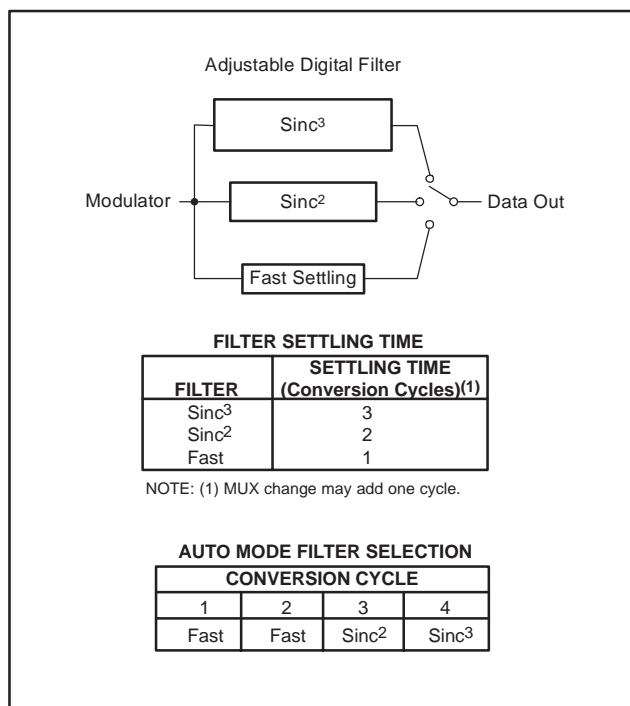 Adjustable Digital Filter
Sinc³
Modulator
Sinc²
Data Out
Fast Settling
FILTER SETTLING TIME
FILTER SETTLING TIME (Conversion Cycles)(1)
Sinc³ 3
Sinc² 2
Fast 1
NOTE: (1) MUX change may add one cycle.
AUTO MODE FILTER SELECTION
CONVERSION CYCLE
1 2 3 4
Fast Fast Sinc² Sinc³